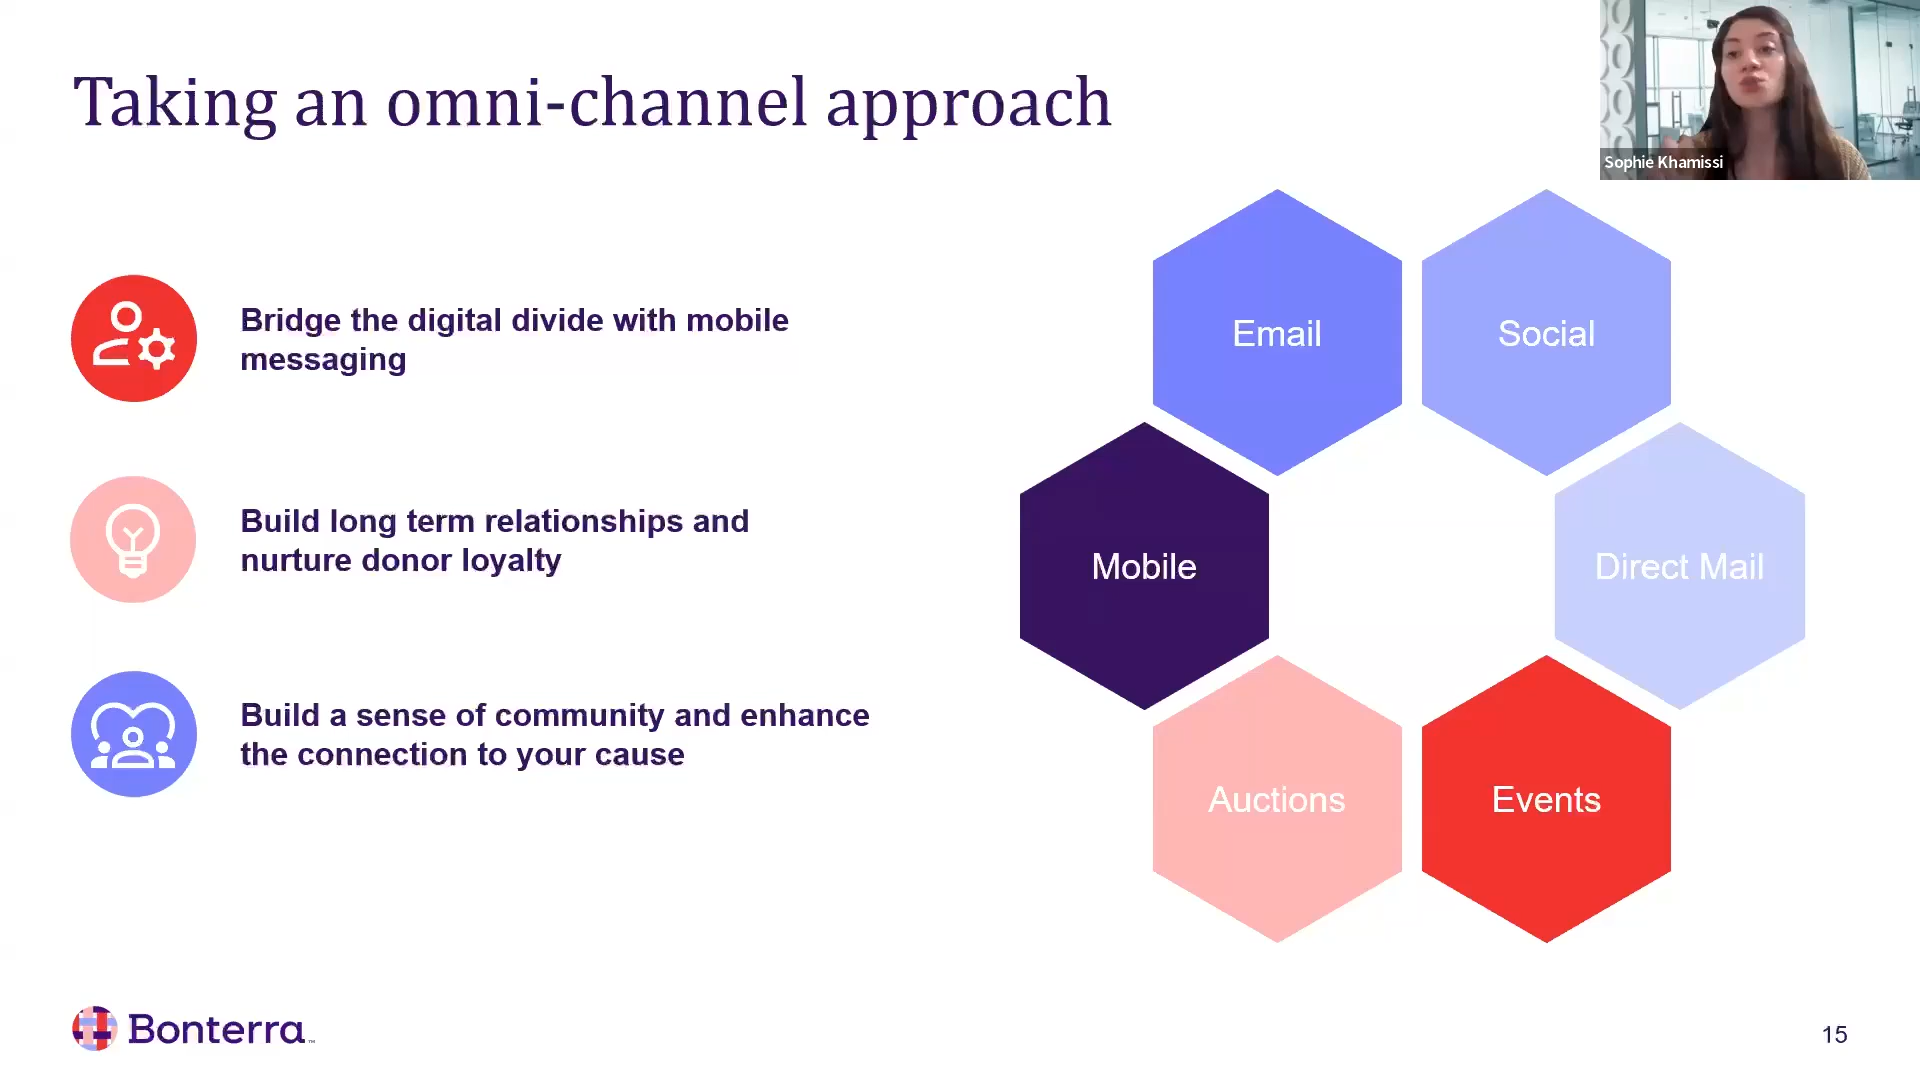 Taking an omni-channel approach
Sophie Khamissi
Bridge the digital divide with mobile
messaging
Build long term relationships and
nurture donor loyalty
Build a sense of community and enhance
the connection to your cause
Email
Social
Mobile
Direct Mail
Auctions
Events
Bonterra™
15